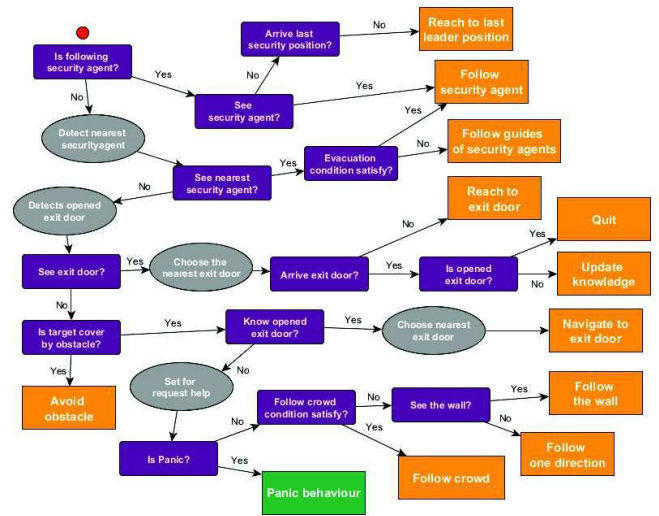 Is following
security agent?
Yes
No
Arrive last
security position?
No
Reach to last
leader position
No
See
security agent?
Yes
Follow
security agent
Detect nearest
securityagent
See nearest
security agent?
Yes
Evacuation
condition satisfy?
Yes
No
Follow guides
of security agents
No
Detects opened
exit door
See exit door?
Yes
Choose the
nearest exit door
Arrive exit door?
No
Reach to
exit door
Yes
Is opened
exit door?
Yes
Quit
No
Update
knowledge
No
Is target cover
by obstacle?
Yes
Know opened
exit door?
Yes
Choose nearest
exit door
Navigate to
exit door
Yes
Avoid
obstacle
No
Set for
request help
Is Panic?
No
Follow crowd
condition satisfy?
No
See the wall?
Yes
Follow
the wall
No
Follow
one direction
Yes
Follow crowd
Yes
Panic behaviour